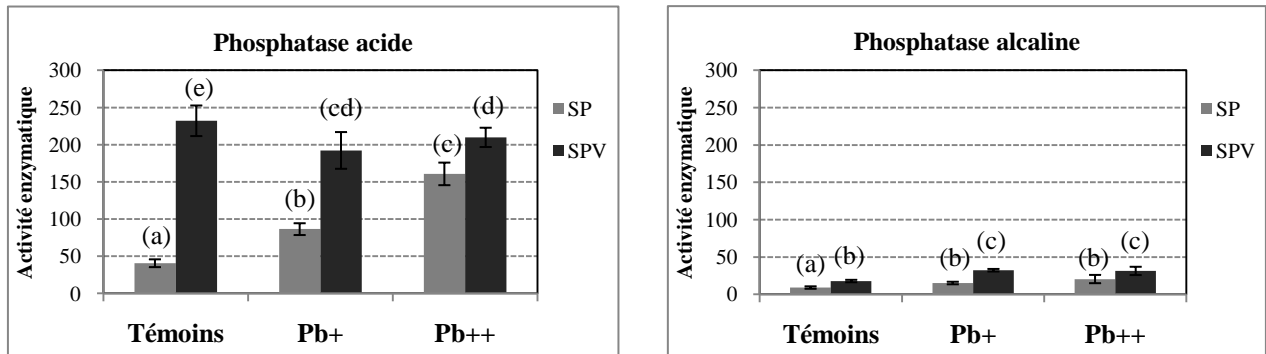 Phosphatase acide
Activité enzymatique
300
250
200
150
100
50
0
(a)
(e)
(b)
(cd)
(c)
(d)
Témoins
Pb+
Pb++
SP
SPV
Phosphatase alcaline
Activité enzymatique
300
250
200
150
100
50
0
(a)
(b)
(b)
(c)
(b)
(c)
Témoins
Pb+
Pb++
SP
SPV